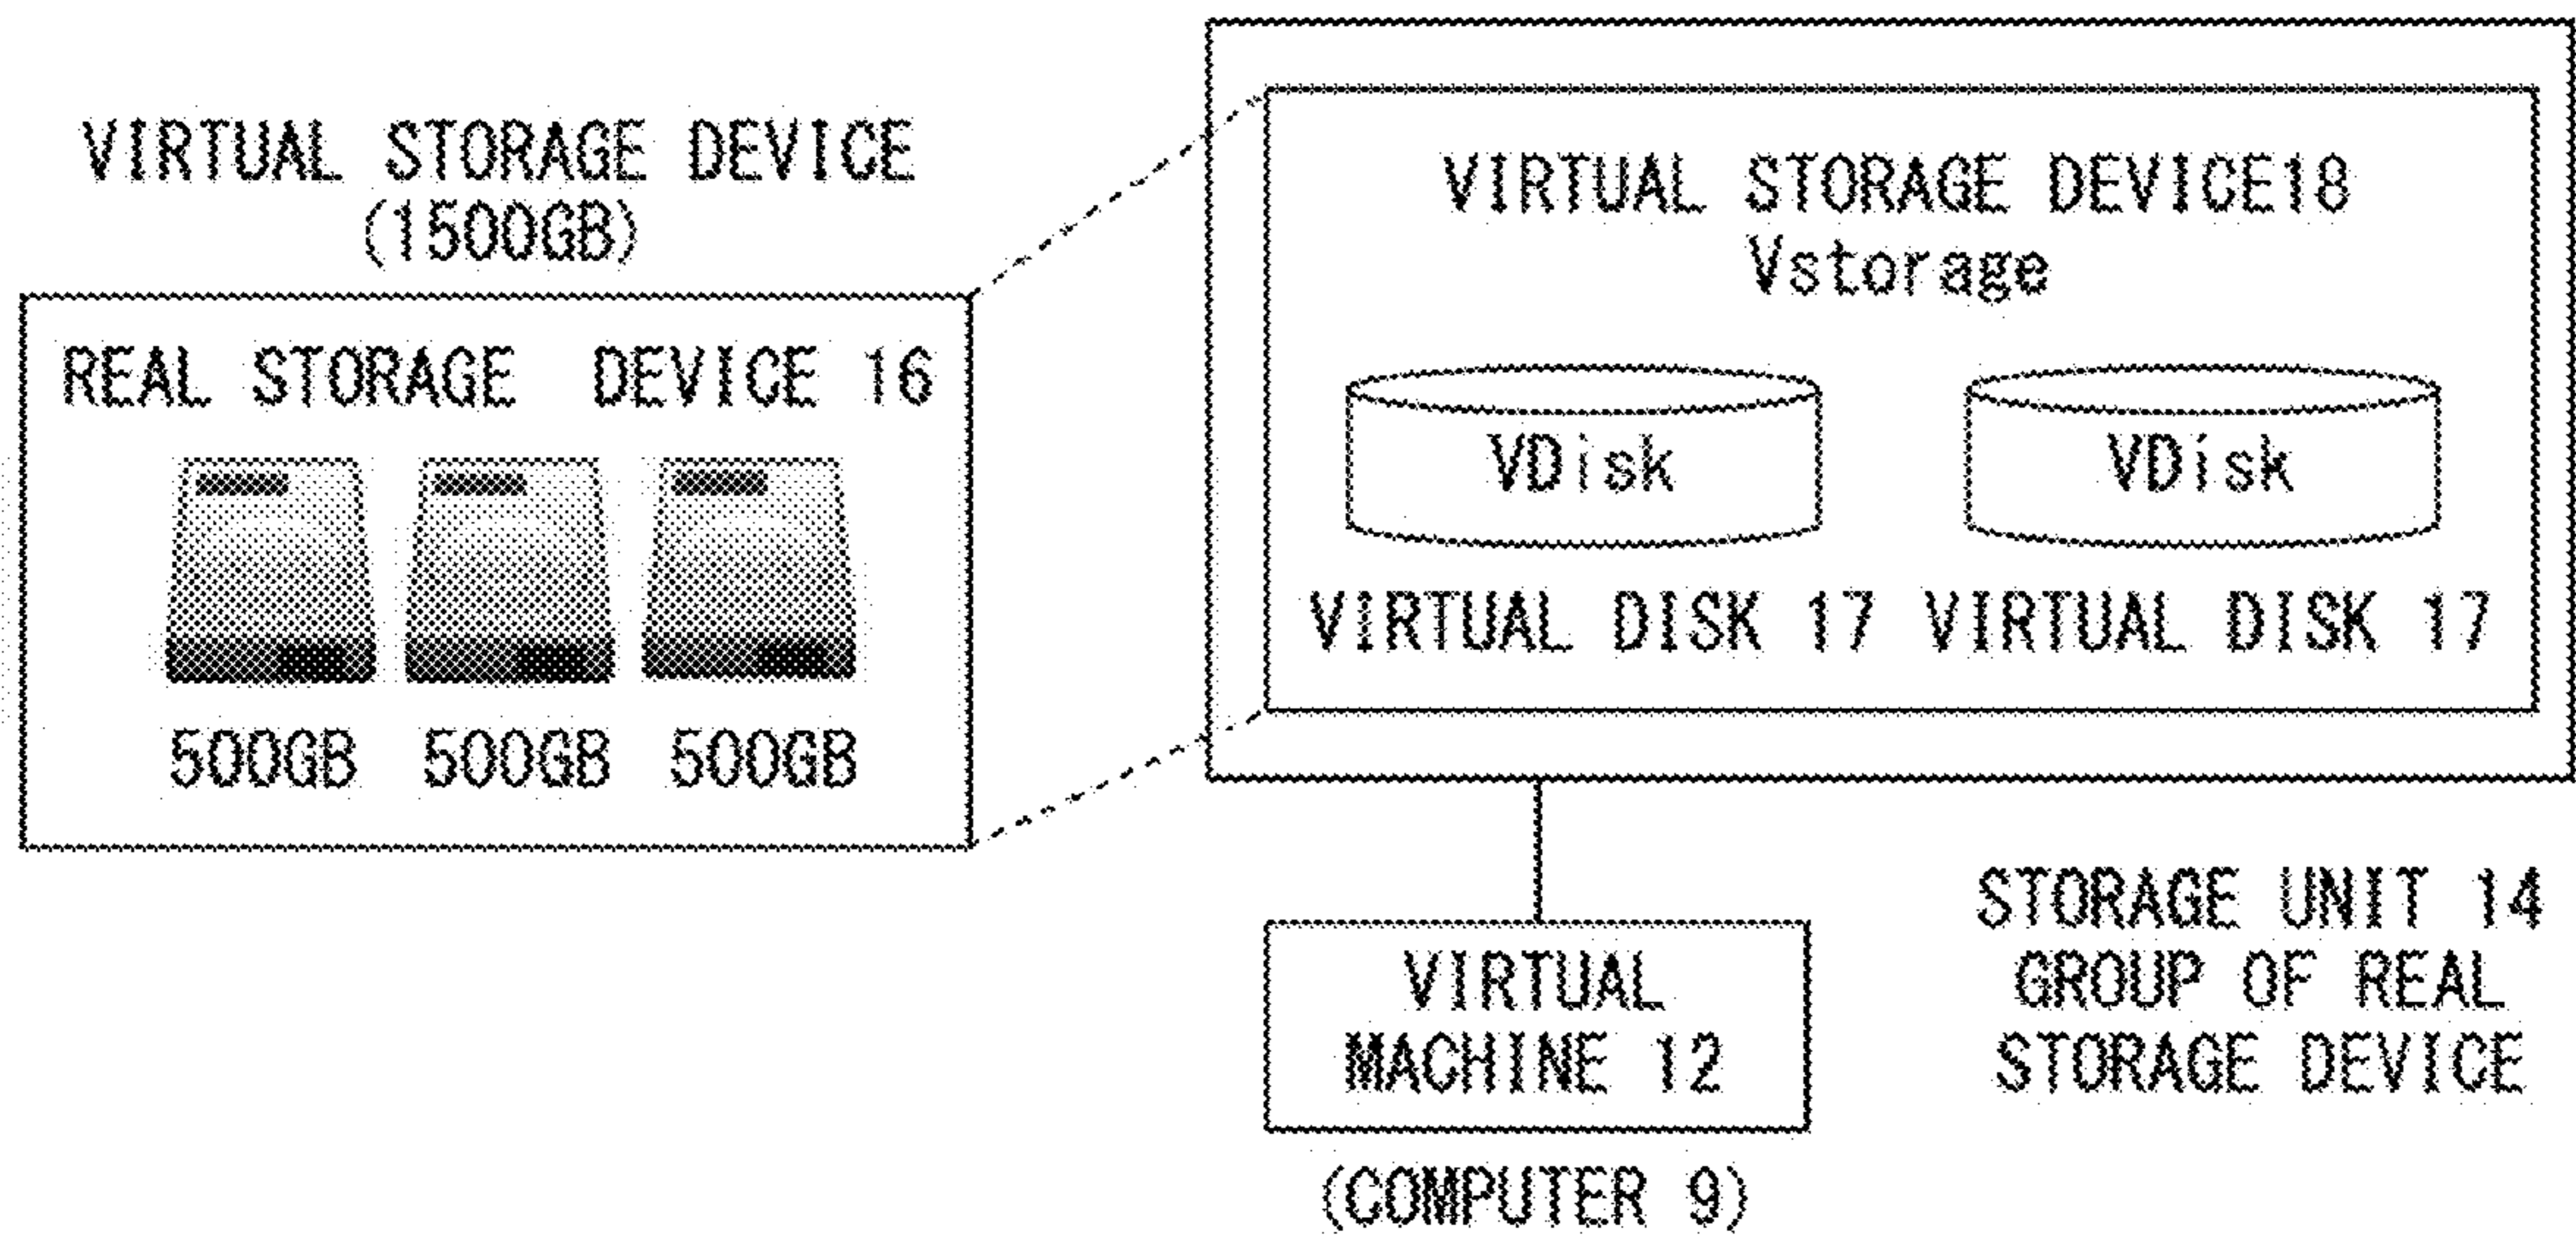 VIRTUAL STORAGE DEVICE
(1500GB)
REAL STORAGE DEVICE 16
500GB 500GB 500GB
VIRTUAL STORAGE DEVICE18
Vstorage
VDisk VDisk
VIRTUAL DISK 17 VIRTUAL DISK 17
VIRTUAL
MACHINE 12
(COMPUTER 9)
STORAGE UNIT 14
GROUP OF REAL
STORAGE DEVICE